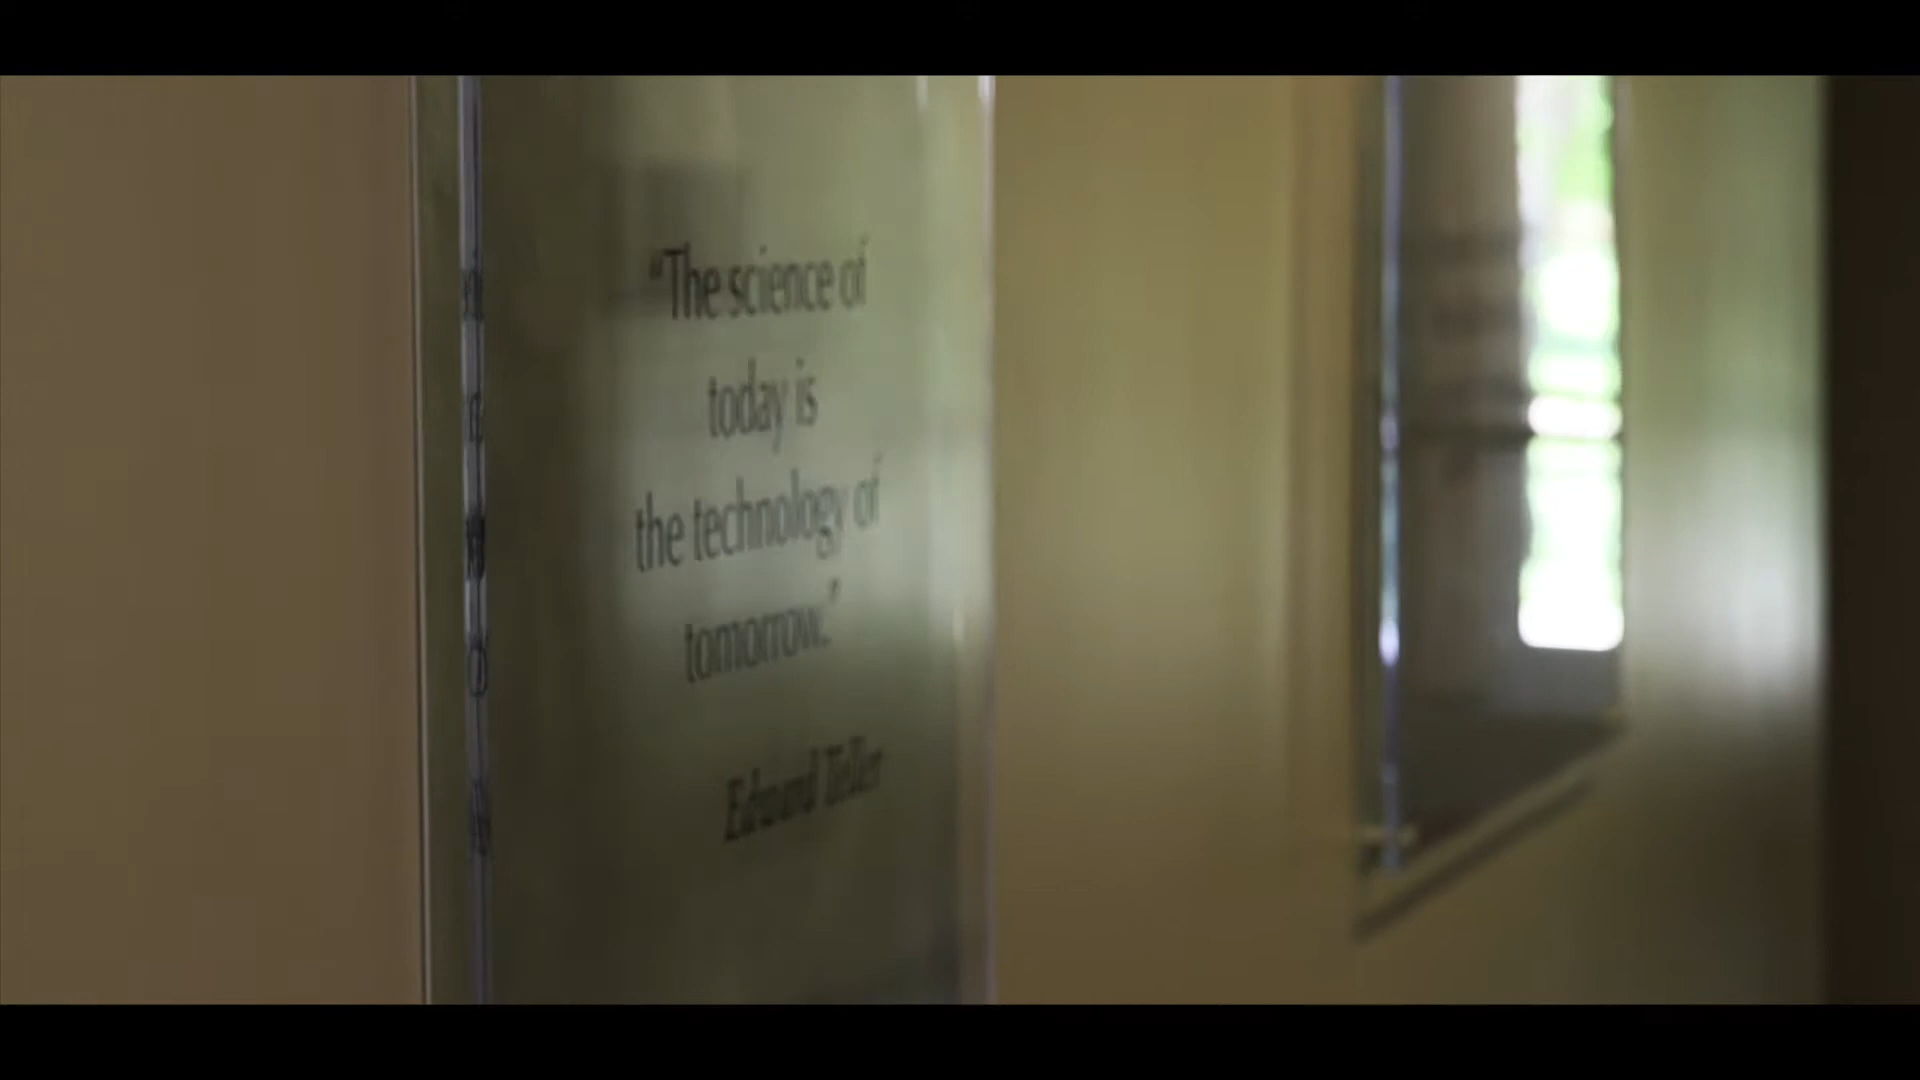 “The science of
today is
the technology of
tomorrow.”
Edward Teller